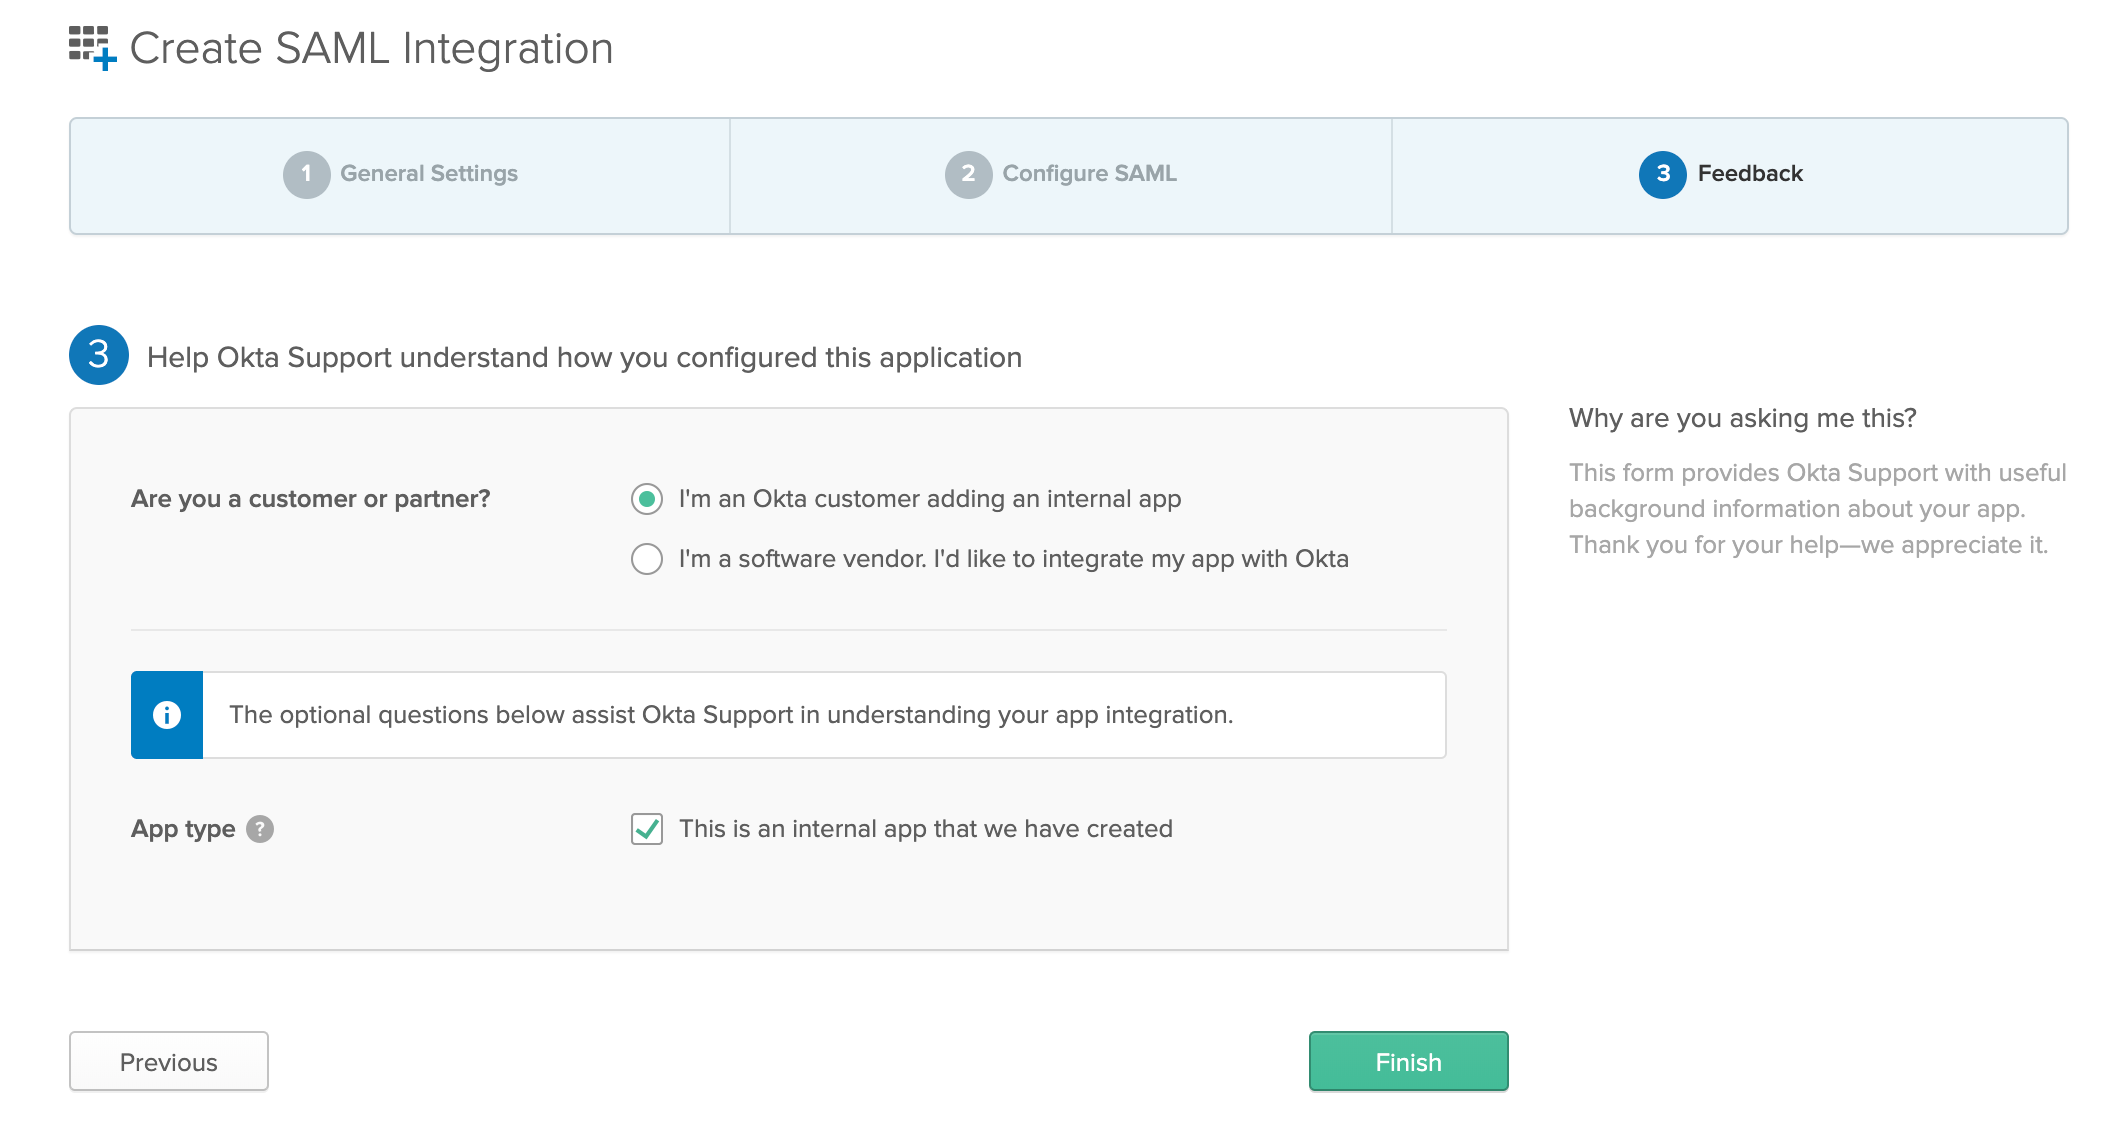 Create SAML Integration
1 General Settings
2 Configure SAML
3 Feedback
3 Help Okta Support understand how you configured this application
Are you a customer or partner?
I'm an Okta customer adding an internal app
I'm a software vendor. I'd like to integrate my app with Okta
The optional questions below assist Okta Support in understanding your app integration.
App type ?
This is an internal app that we have created
Why are you asking me this?
This form provides Okta Support with useful
background information about your app.
Thank you for your help—we appreciate it.
Previous
Finish